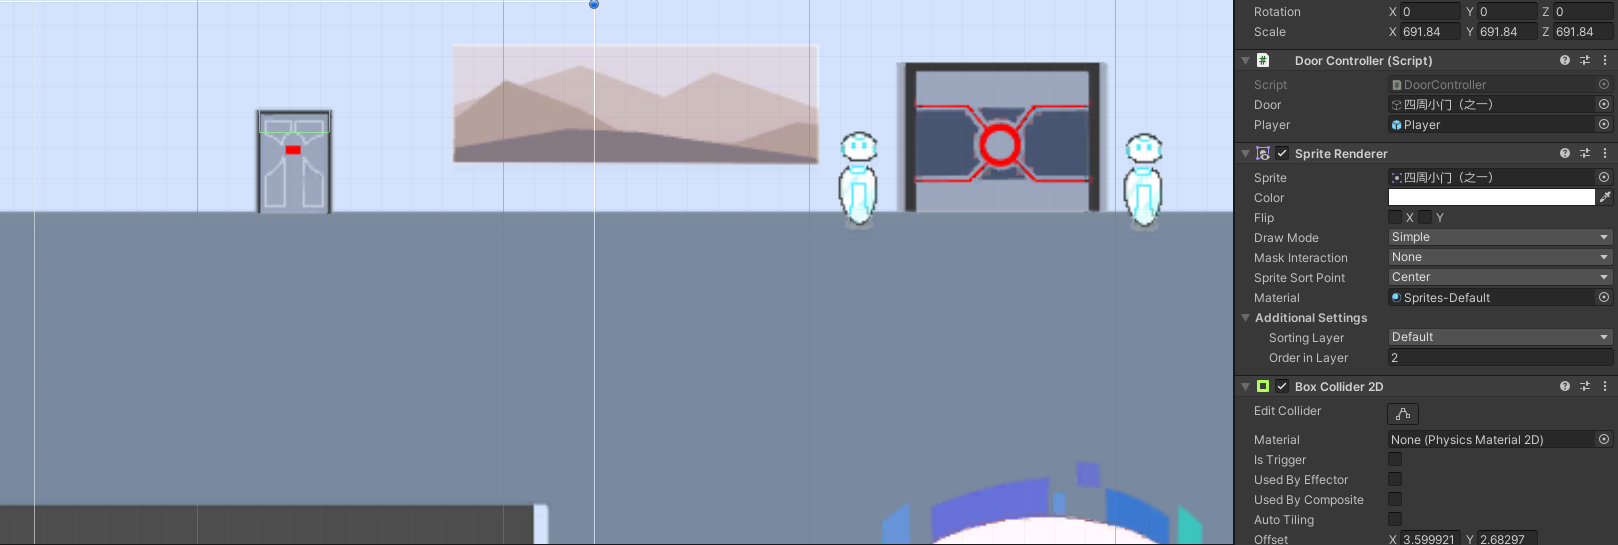 Rotation X 0 Y 0 Z 0
Scale X 691.84 Y 691.84 Z 691.84
# Door Controller (Script)
Script # DoorController
Door 四周小门（之一）
Player Player
Sprite Renderer
Sprite 四周小门（之一）
Color
Flip X Y
Draw Mode Simple
Mask Interaction None
Sprite Sort Point Center
Material Sprites-Default
Additional Settings
Sorting Layer Default
Order in Layer 2
Box Collider 2D
Edit Collider
Material None (Physics Material 2D)
Is Trigger
Used By Effector
Used By Composite
Auto Tiling
Offset X 3.599921 Y 2.68297